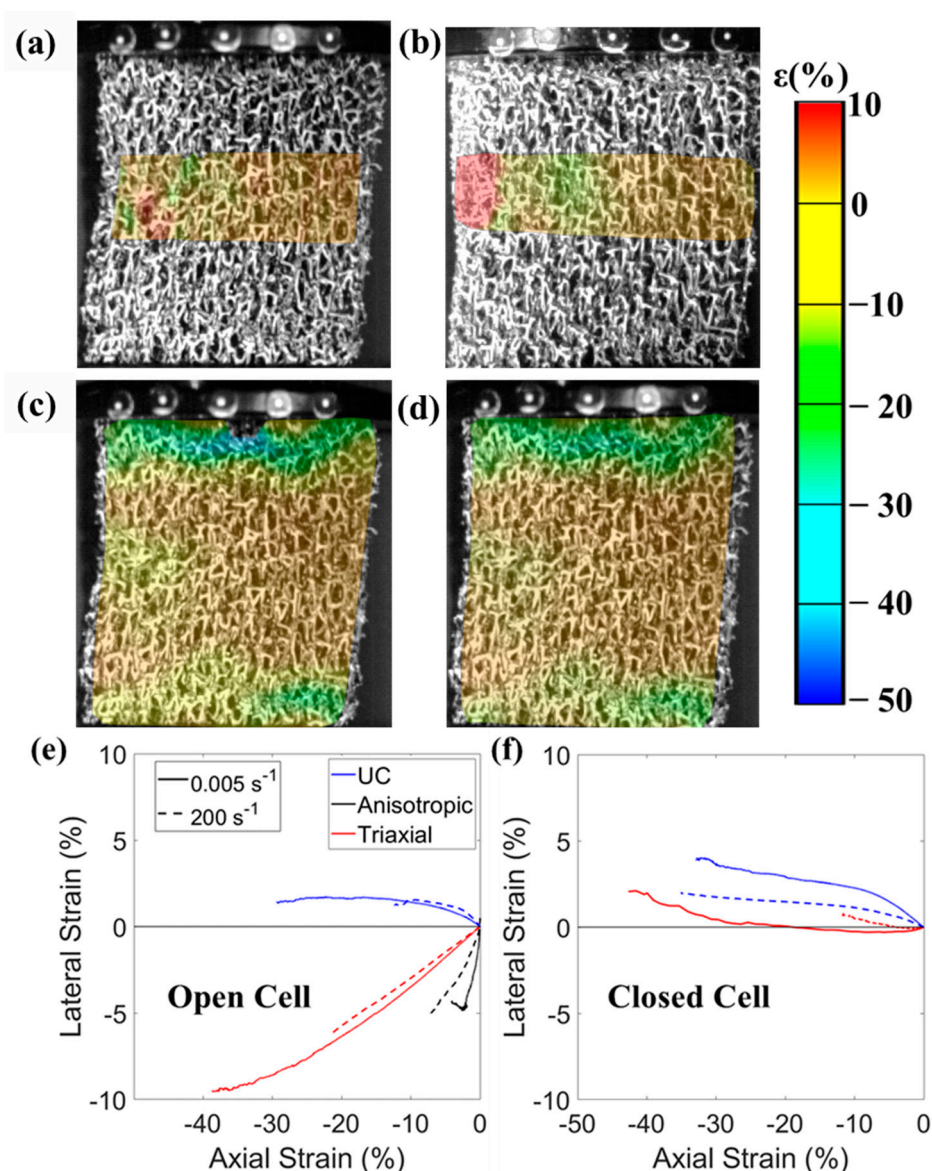 (a)
(b)
ε(%)
10
0
−10
−20
−30
−40
−50
(c)
(d)
(e)
10
5
0
-5
-10
Lateral Strain (%)
0.005 s⁻¹
200 s⁻¹
UC
Anisotropic
Triaxial
Open Cell
-50
-40
-30
-20
-10
0
Axial Strain (%)
(f)
10
5
0
-5
-10
Lateral Strain (%)
Closed Cell
-50
-40
-30
-20
-10
0
Axial Strain (%)